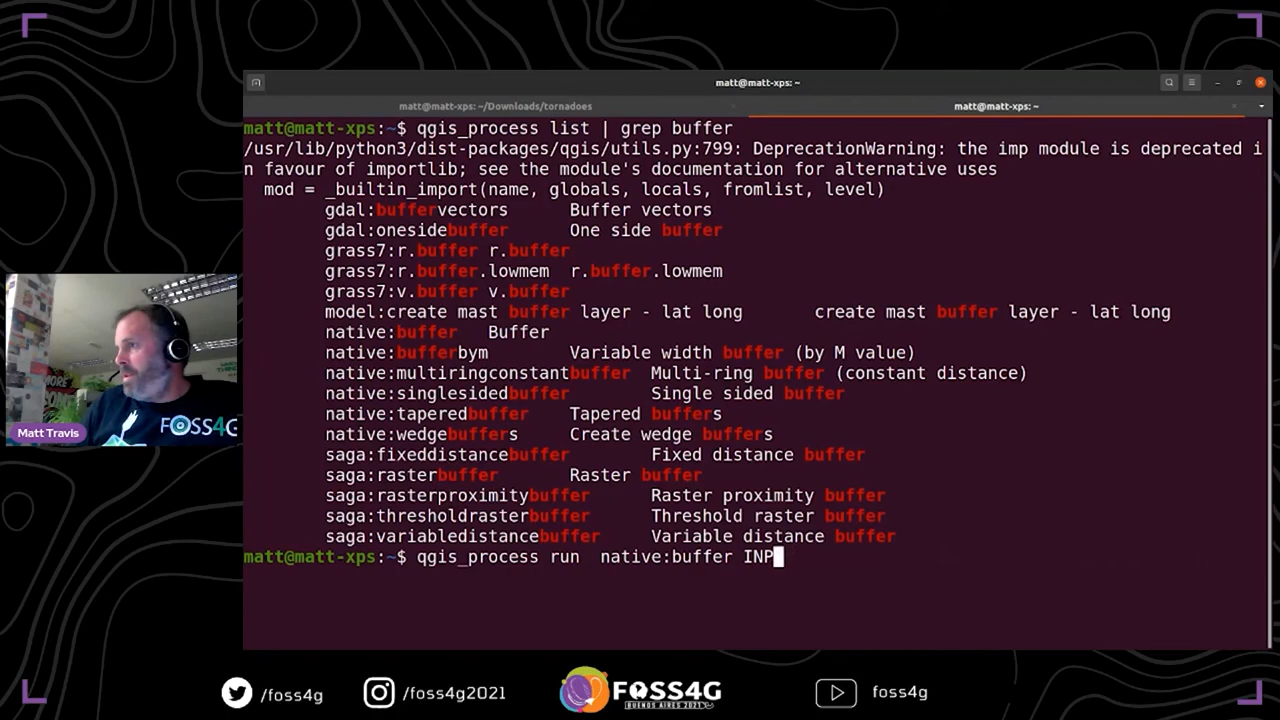 matt@matt-xps: ~
matt@matt-xps: ~/Downloads/tornadoes
matt@matt-xps: ~
matt@matt-xps:~$ qgis_process list | grep buffer
/usr/lib/python3/dist-packages/qgis/utils.py:799: DeprecationWarning: the imp module is deprecated i
n favour of importlib; see the module's documentation for alternative uses
mod = _builtin_import(name, globals, locals, fromlist, level)
gdal:buffervectors Buffer vectors
gdal:onesidebuffer One side buffer
grass7:r.buffer r.buffer
grass7:r.buffer.lowmem r.buffer.lowmem
grass7:v.buffer v.buffer
model:create mast buffer layer - lat long create mast buffer layer - lat long
native:buffer Buffer
native:bufferbym Variable width buffer (by M value)
native:multiringconstantbuffer Multi-ring buffer (constant distance)
native:singlesidedbuffer Single sided buffer
native:taperedbuffer Tapered buffers
native:wedgebuffers Create wedge buffers
saga:fixeddistancebuffer Fixed distance buffer
saga:rasterbuffer Raster buffer
saga:rasterproximitybuffer Raster proximity buffer
saga:thresholdrasterbuffer Threshold raster buffer
saga:variabledistancebuffer Variable distance buffer
matt@matt-xps:~$ qgis_process run  native:buffer INP
FOSS4G
Matt Travis
/foss4g
/foss4g2021
FOSS4G
BUENOS AIRES 2021
foss4g